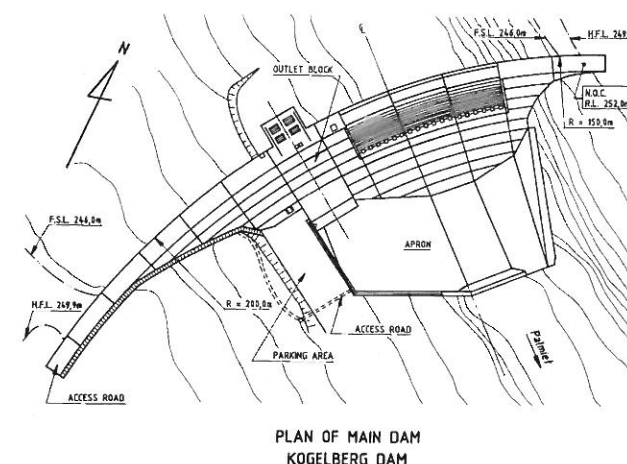 F.S.L. 246,0m
H.F.L. 249,
N
OUTLET BLOCK
N.O.C.
R.L. 252,0m
R = 150,0m
F.S.L. 246,0m
APRON
H.F.L. 249,9m
R = 200,0m
ACCESS ROAD
PARKING AREA
Palmiet
ACCESS ROAD
PLAN OF MAIN DAM
KOGELBERG DAM